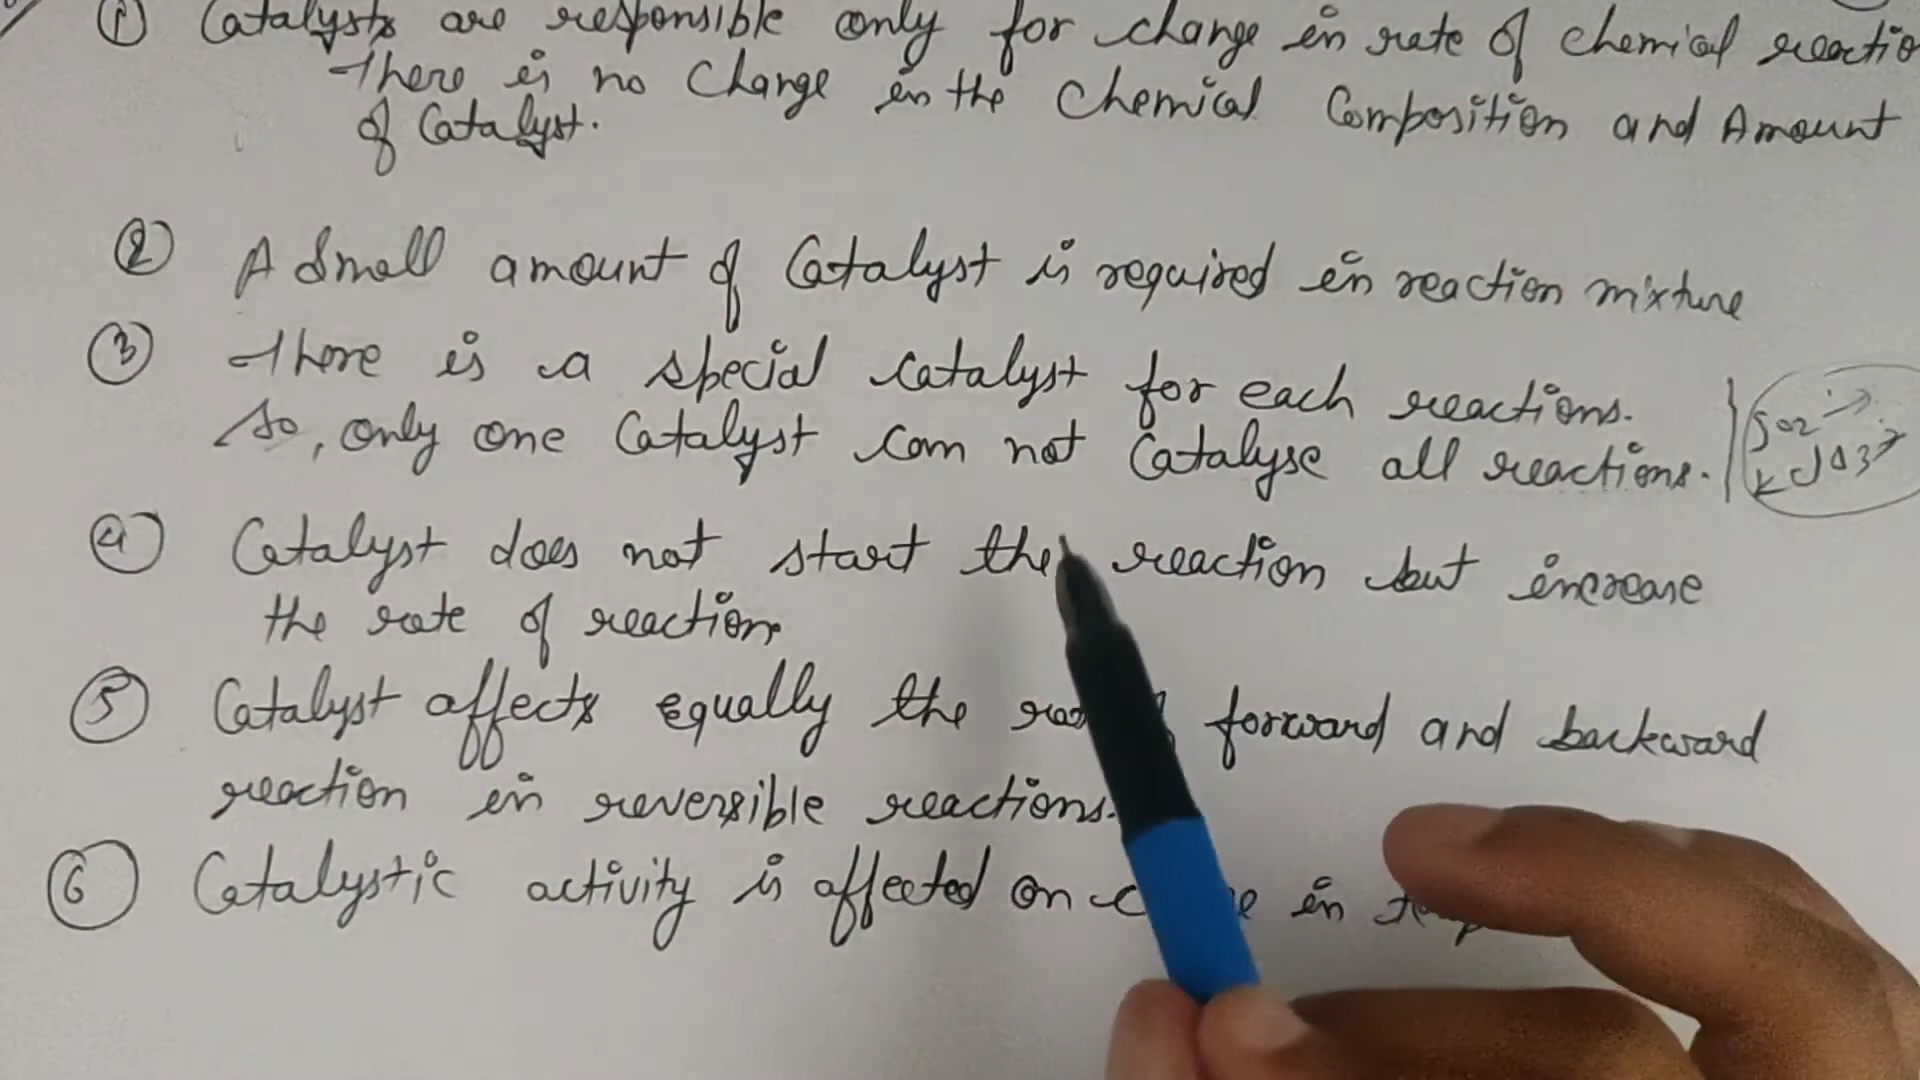 ① Catalysts are responsible only for change in rate of chemical reactio
There is no change in the Chemical Composition and Amount
of Catalyst.
② A small amount of Catalyst is required in reaction mixture
③ There is a special catalyst for each reactions.
So, only one Catalyst can not Catalyse all reactions.
SO2 →
④ Catalyst does not start the reaction but increase
the rate of reaction
⑤ Catalyst affects equally the forward and backward
reaction in reversible reactions.
⑥ Catalystic activity is affected on in